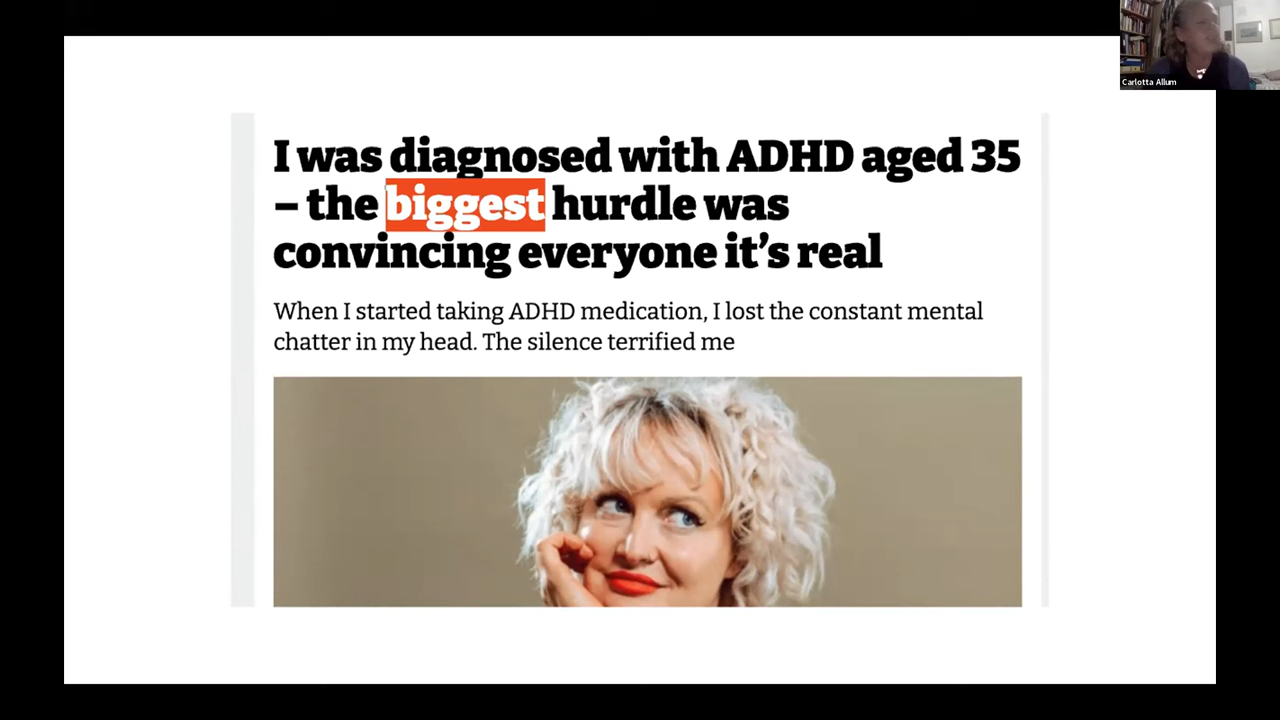 Carlotta Allum
I was diagnosed with ADHD aged 35
– the biggest hurdle was
convincing everyone it’s real
When I started taking ADHD medication, I lost the constant mental
chatter in my head. The silence terrified me